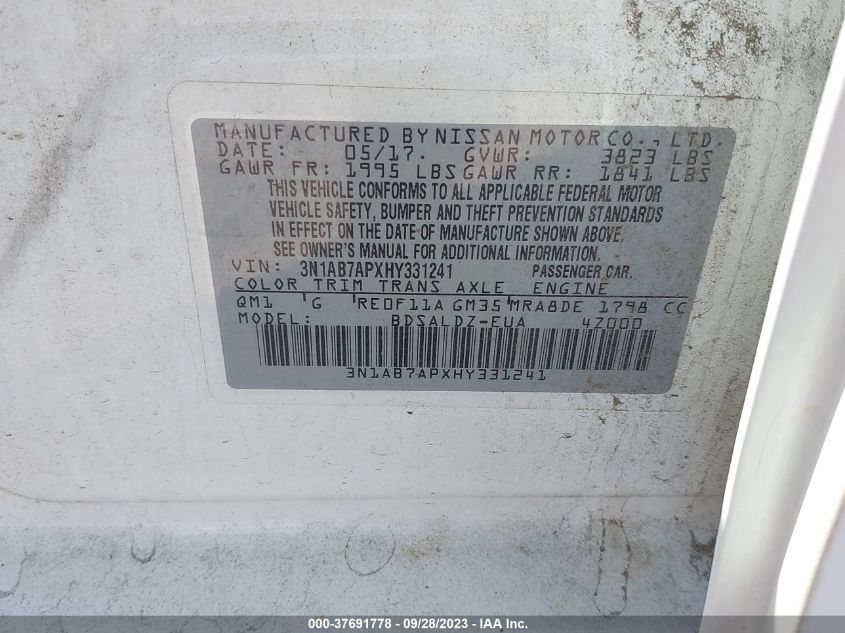 MANUFACTURED BY NISSAN MOTOR CO., LTD.
DATE: 05/17. GVWR: 3823 LBS
GAWR FR: 1995 LBS GAWR RR: 1841 LBS
THIS VEHICLE CONFORMS TO ALL APPLICABLE FEDERAL MOTOR
VEHICLE SAFETY, BUMPER AND THEFT PREVENTION STANDARDS
IN EFFECT ON THE DATE OF MANUFACTURE SHOWN ABOVE.
SEE OWNER'S MANUAL FOR ADDITIONAL INFORMATION.
VIN: 3N1AB7APXHY331241 PASSENGER CAR.
COLOR TRIM TRANS AXLE ENGINE
QM1 G RE0F11A GM35 MRA8DE 1798 CC
MODEL: BDSALDZ-EUA 4Z000
3N1AB7APXHY331241
000-37691778 - 09/28/2023 - IAAI.com